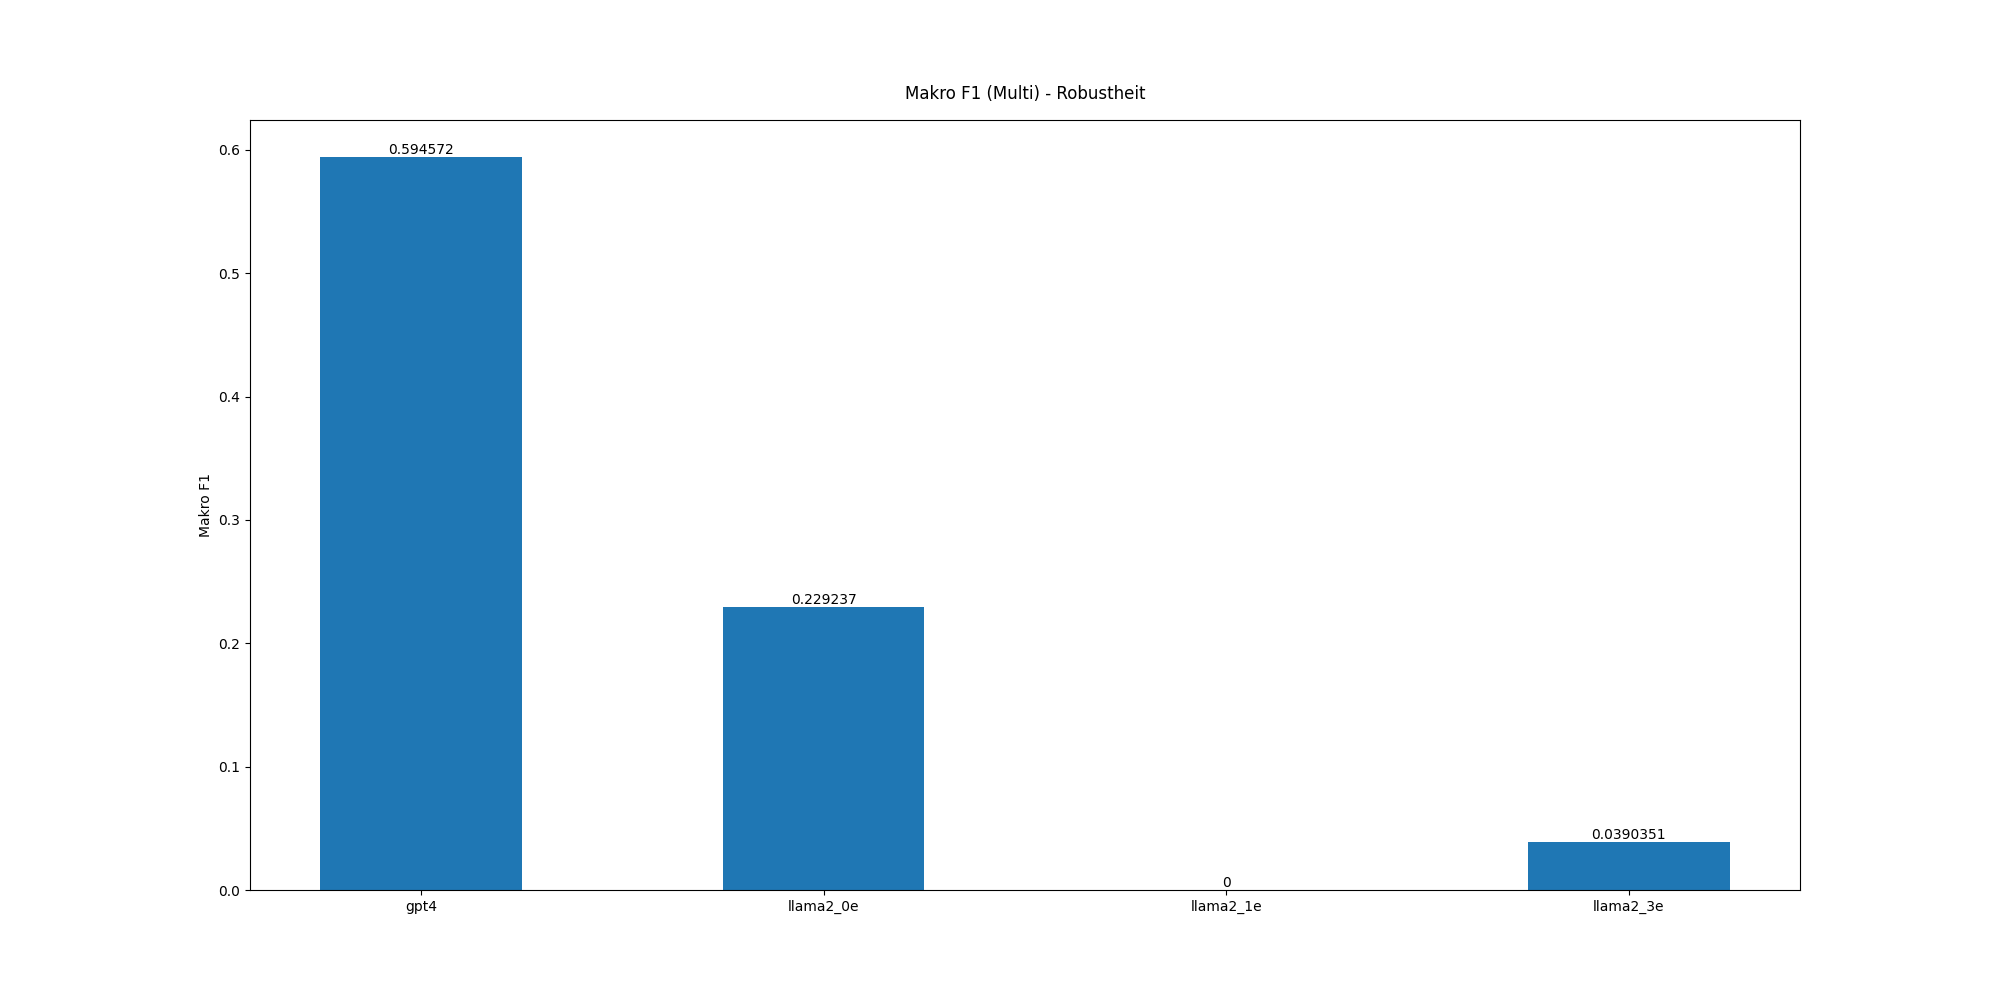 Makro F1 (Multi) - Robustheit
0.6
0.5
0.4
0.3
0.2
0.1
0.0
Makro F1
0.594572
0.229237
0
0.0390351
gpt4
llama2_0e
llama2_1e
llama2_3e